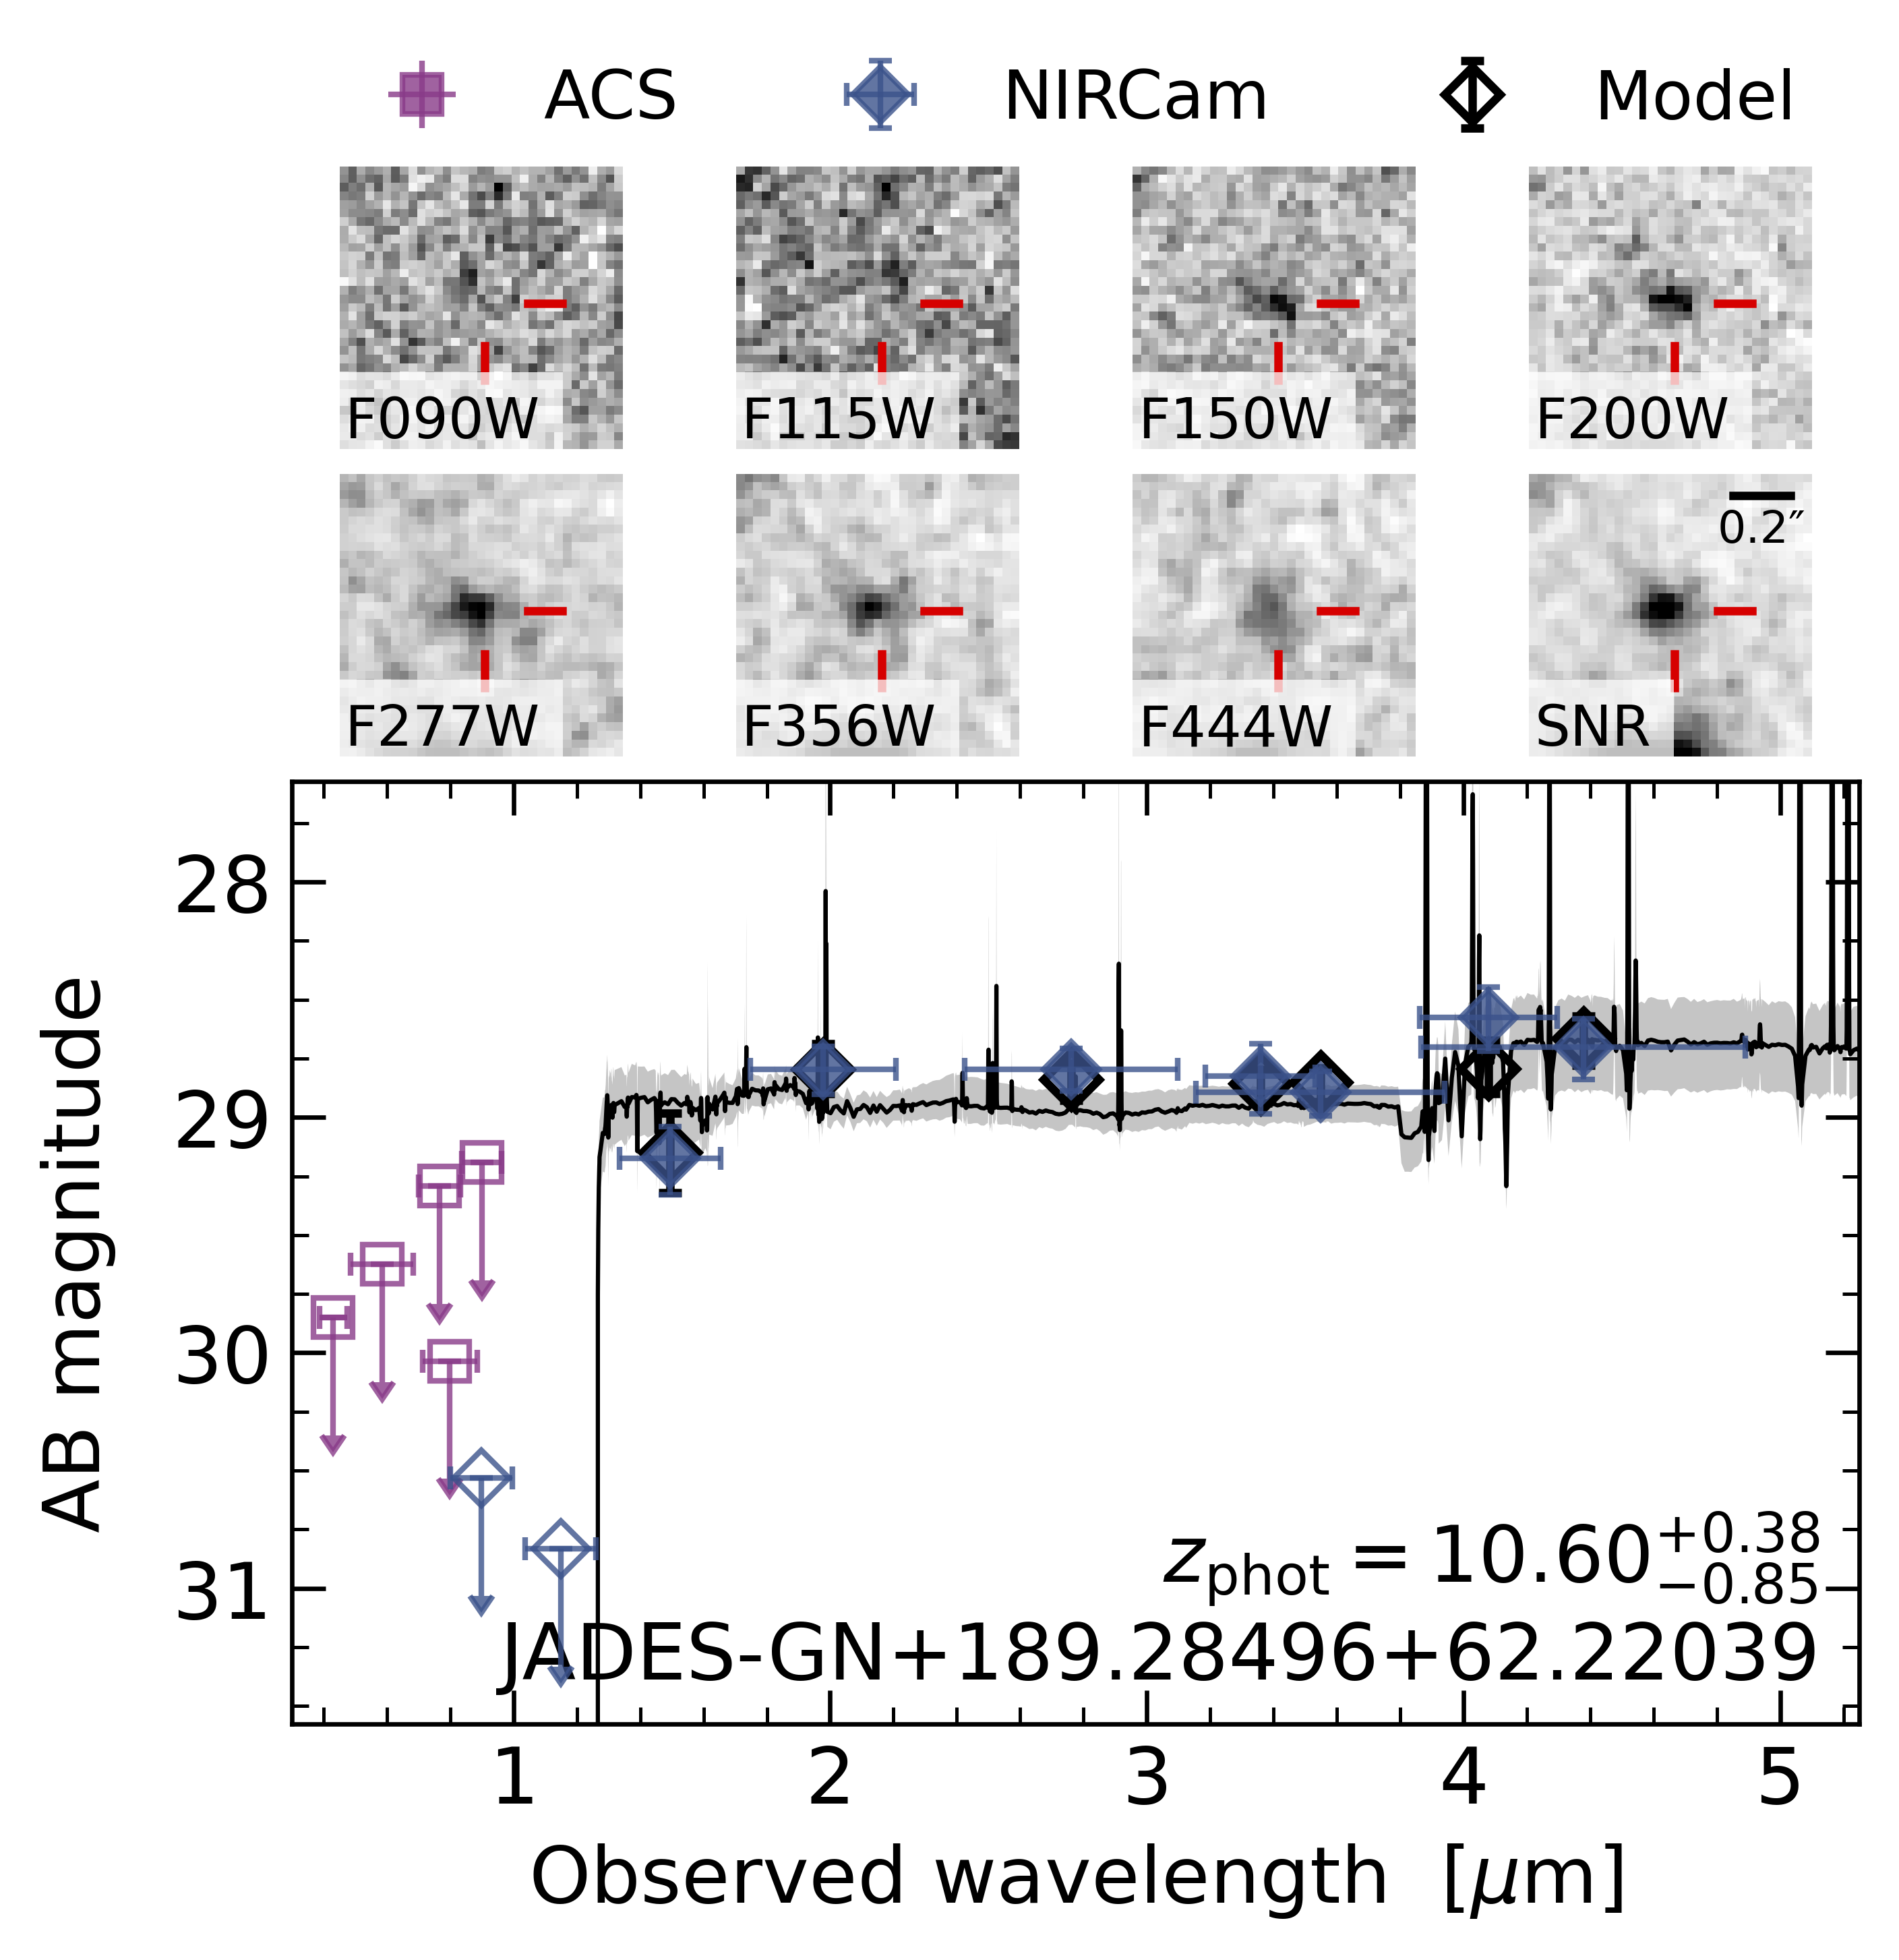 ACS NIRCam Model
F090W F115W F150W F200W
0.2″
F277W F356W F444W SNR
28
29
30
31
AB magnitude
z_phot = 10.60 +0.38 −0.85
JADES-GN+189.28496+62.22039
1 2 3 4 5
Observed wavelength [μm]